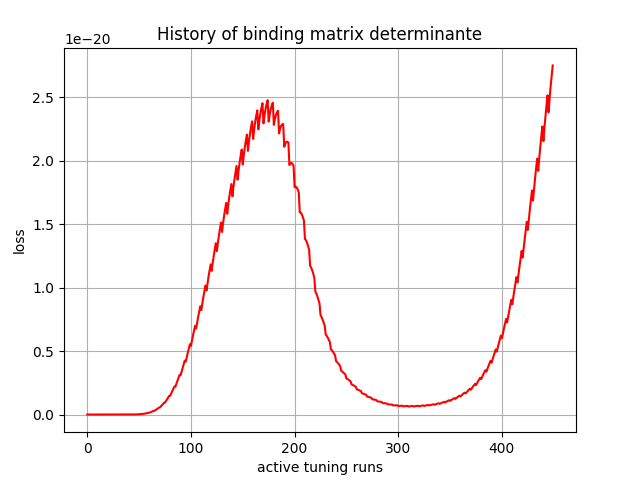 History of binding matrix determinante
1e−20
2.5
2.0
1.5
1.0
0.5
0.0
loss
0 100 200 300 400
active tuning runs